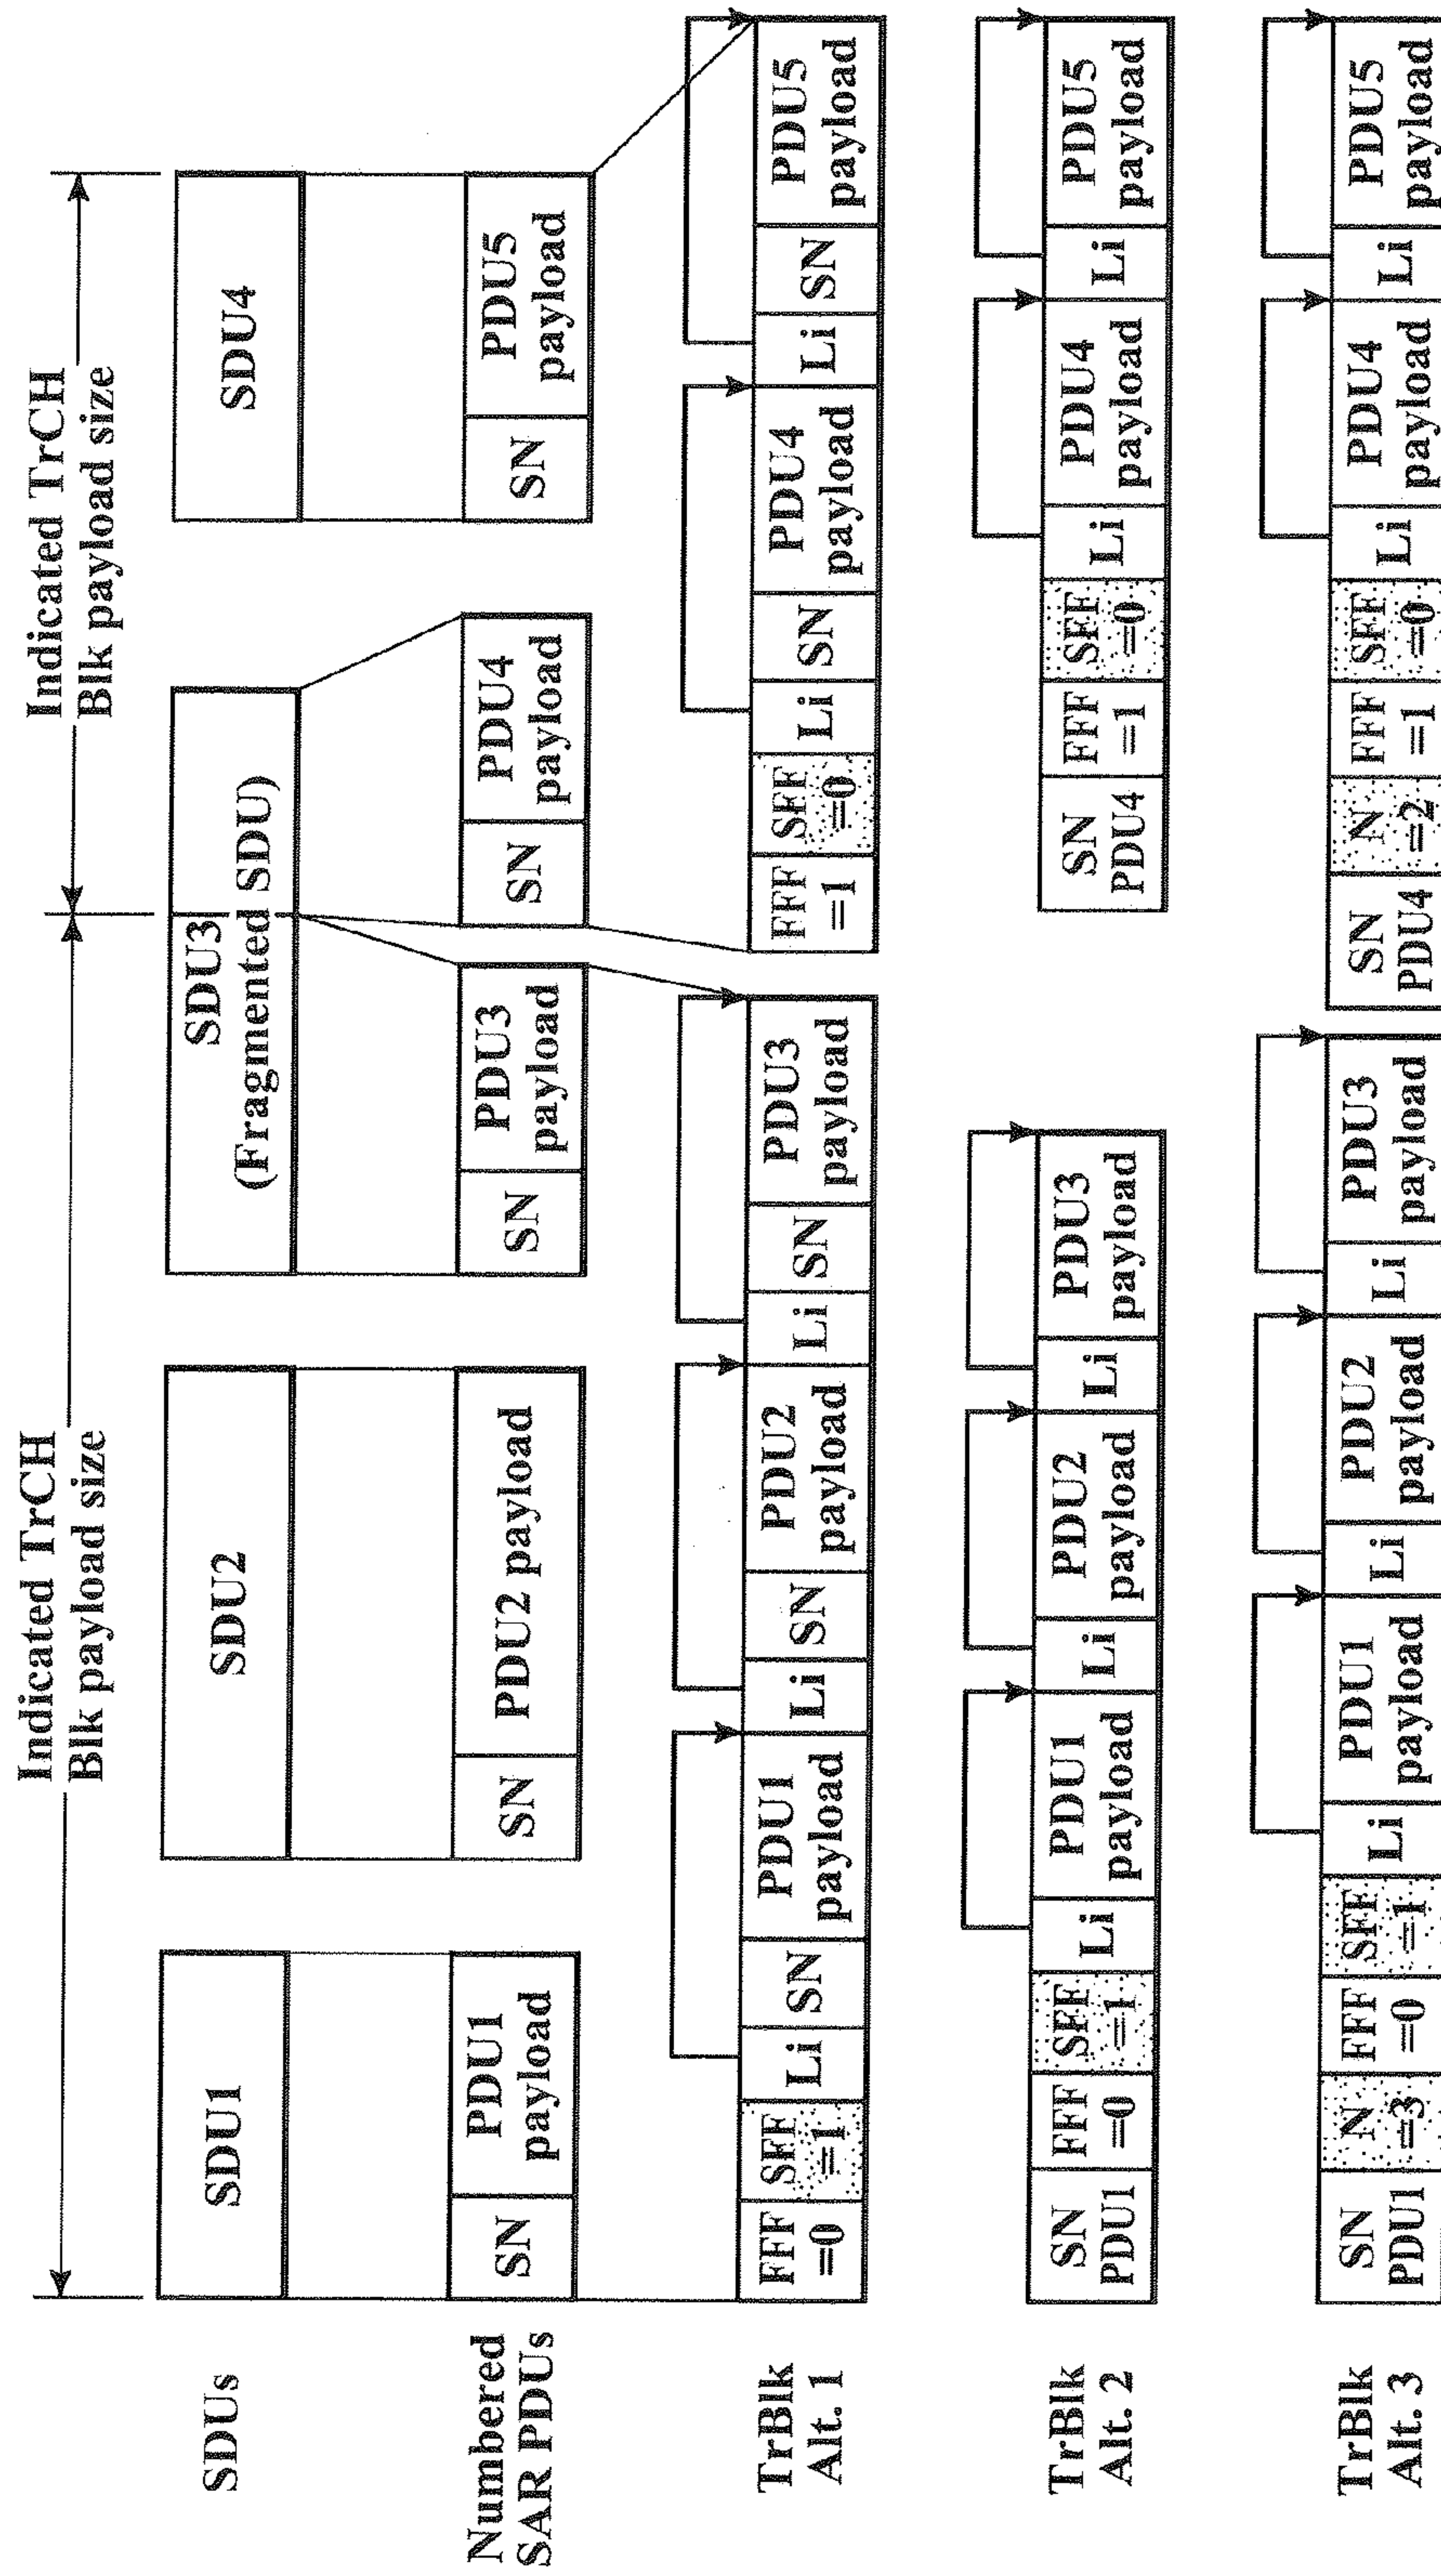 Indicated TrCH
Blk payload size
Indicated TrCH
Blk payload size
SDUs
SDU1
SDU2
SDU3
(Fragmented SDU)
SDU4
Numbered
SAR PDUs
SN
PDU1
payload
SN
PDU2 payload
SN
PDU3
payload
SN
PDU4
payload
SN
PDU5
payload
TrBlk
Alt. 1
FFF
=0
SFF
=1
Li
SN
PDU1
payload
Li
SN
PDU2
payload
Li
SN
PDU3
payload
FFF
=1
SFF
=0
Li
SN
PDU4
payload
Li
SN
PDU5
payload
TrBlk
Alt. 2
SN
PDU1
FFF
=0
SFF
=1
Li
PDU1
payload
Li
PDU2
payload
Li
PDU3
payload
SN
PDU4
FFF
=1
SFF
=0
Li
PDU4
payload
Li
PDU5
payload
TrBlk
Alt. 3
SN
PDU1
N
=3
FFF
=0
SFF
=1
Li
PDU1
payload
Li
PDU2
payload
Li
PDU3
payload
SN
PDU4
N
=2
FFF
=1
SFF
=0
Li
PDU4
payload
Li
PDU5
payload